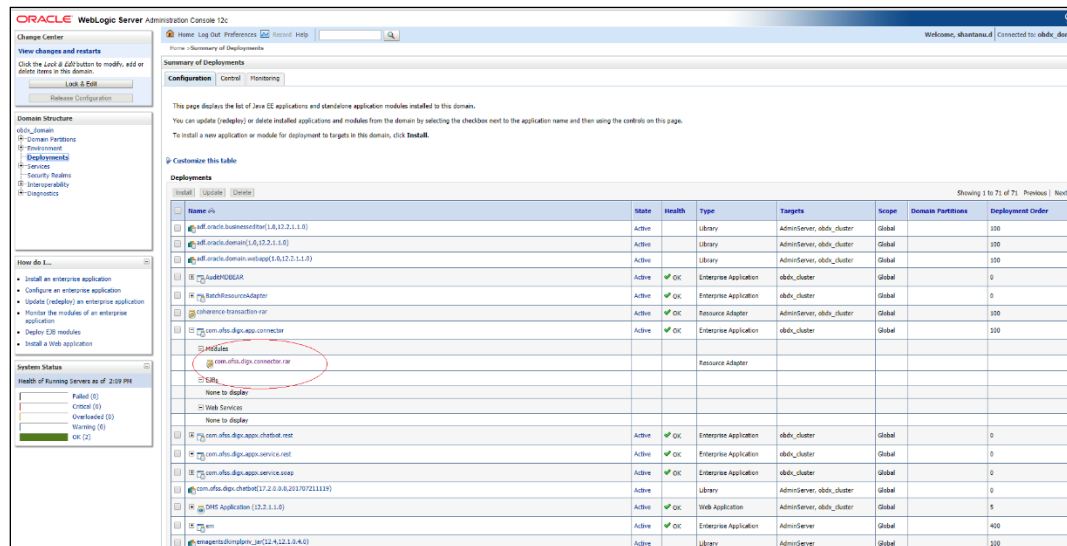 ORACLE WebLogic Server Administration Console 12c
Change Center
View changes and restarts
Click the Lock & Edit button to modify, add or
delete items in this domain.
Lock & Edit
Release Configuration
Domain Structure
obdx_domain
Domain Partitions
Environment
Deployments
Services
Security Realms
Interoperability
Diagnostics
How do I...
Install an enterprise application
Configure an enterprise application
Update (redeploy) an enterprise application
Monitor the modules of an enterprise
application
Deploy EJB modules
Install a Web application
System Status
Health of Running Servers as of 2:09 PM
Failed (0)
Critical (0)
Overloaded (0)
Warning (0)
OK (2)
Home Log Out Preferences Record Help
Welcome, shantanu.d Connected to: obdx_dom
Home >Summary of Deployments
Summary of Deployments
Configuration Control Monitoring
This page displays the list of Java EE applications and standalone application modules installed to this domain.
You can update (redeploy) or delete installed applications and modules from the domain by selecting the checkbox next to the application name and then using the controls on this page.
To install a new application or module for deployment to targets in this domain, click Install.
Customize this table
Deployments
Install Update Delete
Showing 1 to 71 of 71 Previous | Next
Name State Health Type Targets Scope Domain Partitions Deployment Order
adf.oracle.businesseditor(1.0,12.2.1.1.0) Active Library AdminServer, obdx_cluster Global 100
adf.oracle.domain(1.0,12.2.1.1.0) Active Library AdminServer, obdx_cluster Global 100
adf.oracle.domain.webapp(1.0,12.2.1.1.0) Active Library AdminServer, obdx_cluster Global 100
AuditMDBEAR Active OK Enterprise Application obdx_cluster Global 0
BatchResourceAdapter Active OK Enterprise Application obdx_cluster Global 0
coherence-transaction-rar Active Resource Adapter AdminServer, obdx_cluster Global 100
com.ofss.digx.app.connector Active OK Enterprise Application obdx_cluster Global 100
Modules
com.ofss.digx.connector.rar Resource Adapter
EJBs
None to display
Web Services
None to display
com.ofss.digx.appx.chatbot.rest Active OK Enterprise Application obdx_cluster Global 0
com.ofss.digx.appx.service.rest Active OK Enterprise Application obdx_cluster Global 0
com.ofss.digx.appx.service.soap Active OK Enterprise Application obdx_cluster Global 0
com.ofss.digx.chatbot(17.2.0.0.0,201707211119) Active Library AdminServer, obdx_cluster Global 0
DMS Application (12.2.1.1.0) Active OK Web Application AdminServer, obdx_cluster Global 5
em Active OK Enterprise Application AdminServer Global 400
emagentsdkimplpriv_jar(12.4,12.1.0.4.0) Active Library AdminServer Global 100